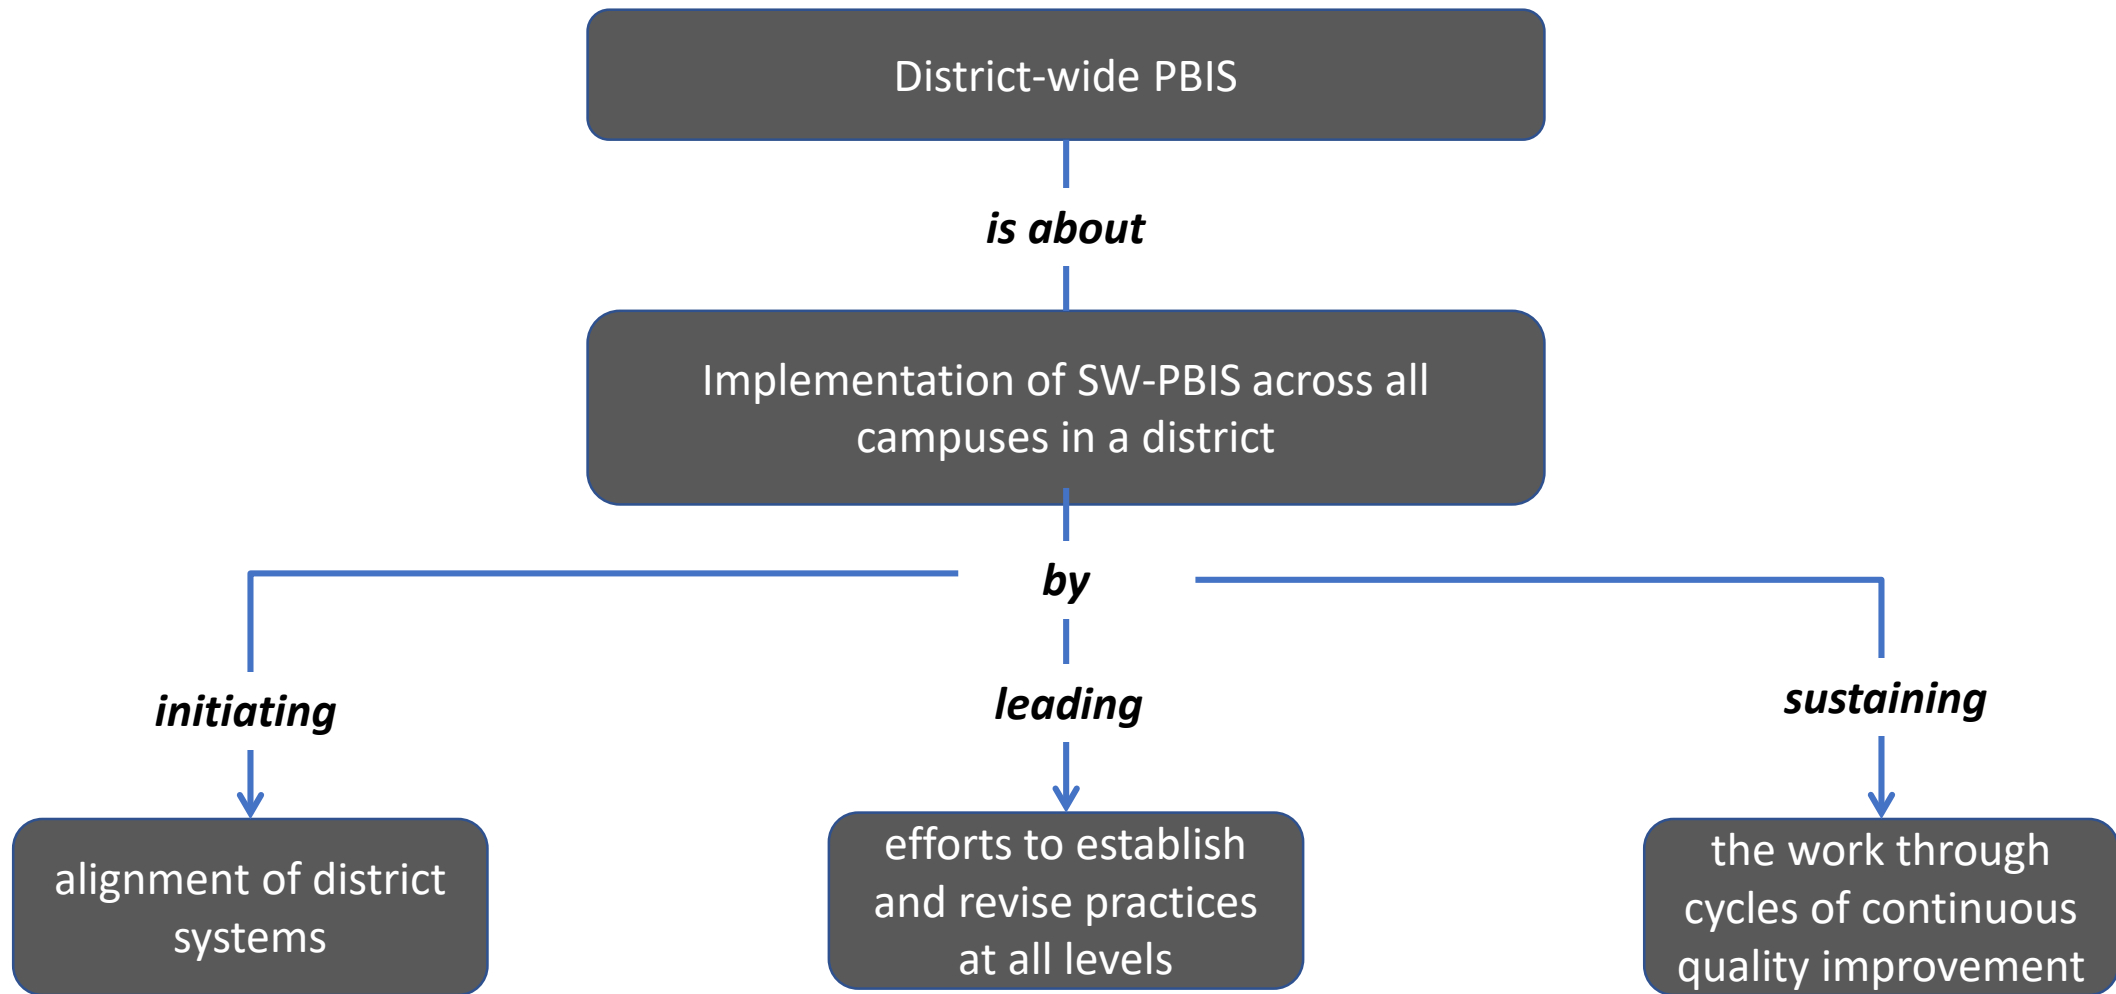 District-wide PBIS
is about
Implementation of SW-PBIS across all
campuses in a district
by
initiating
leading
sustaining
alignment of district
systems
efforts to establish
and revise practices
at all levels
the work through
cycles of continuous
quality improvement